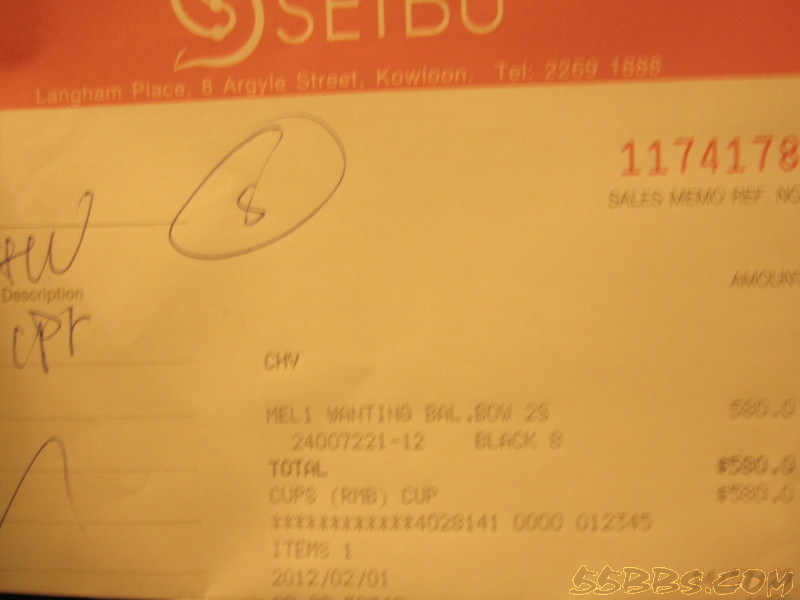 SEIBU
Langham Place, 8 Argyle Street, Kowloon. Tel: 2269 1888
8
1174178
SALES MEMO REF. NO
Description
AMOUNT
CPT
CHV
MEL1 WANTING BAL.BOW 2S 580.0
24007221-12 BLACK 8
TOTAL $580.0
CUPS (RMB) CUP $580.0
************4028141 0000 012345
ITEMS 1
2012/02/01
55BBS.COM